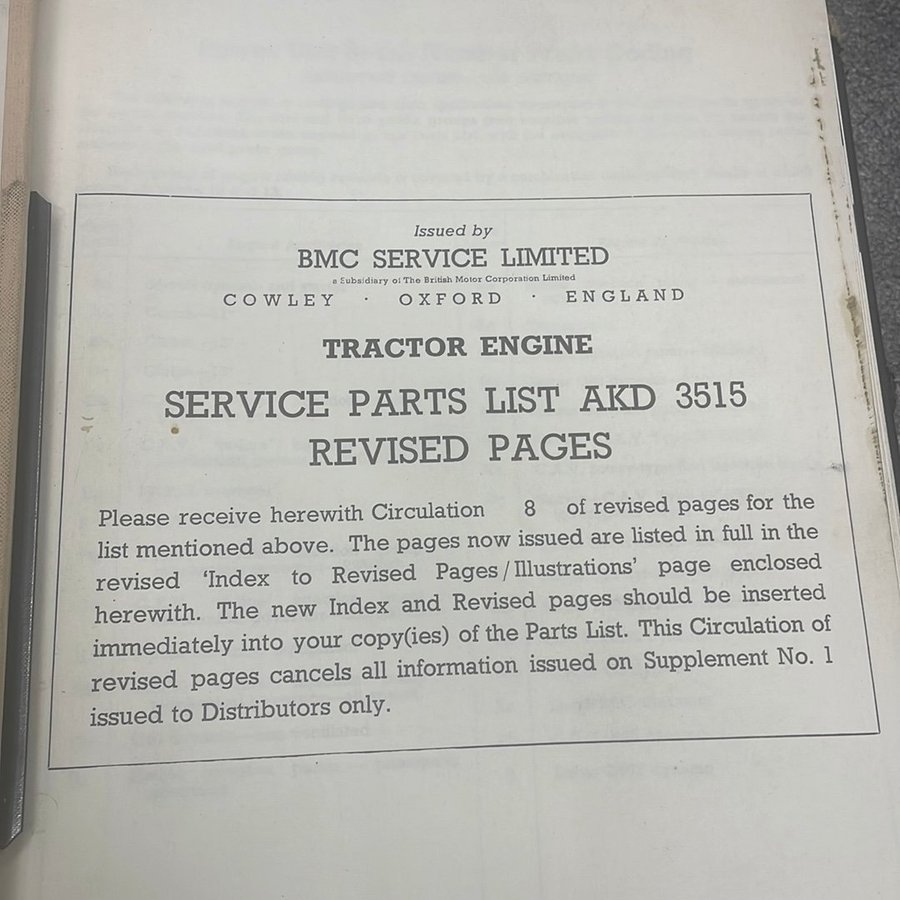 Issued by
BMC SERVICE LIMITED
a Subsidiary of The British Motor Corporation Limited
COWLEY · OXFORD · ENGLAND
TRACTOR ENGINE
SERVICE PARTS LIST AKD 3515
REVISED PAGES
Please receive herewith Circulation 8 of revised pages for the
list mentioned above. The pages now issued are listed in full in the
revised ‘Index to Revised Pages/Illustrations’ page enclosed
herewith. The new Index and Revised pages should be inserted
immediately into your copy(ies) of the Parts List. This Circulation of
revised pages cancels all information issued on Supplement No. 1
issued to Distributors only.